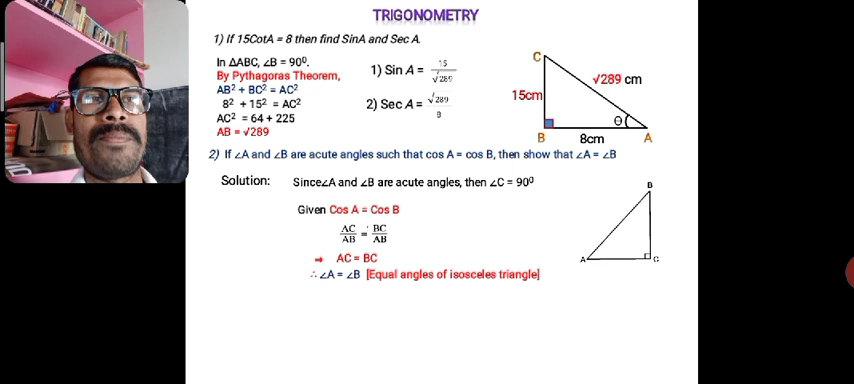 TRIGONOMETRY
1) If 15CotA = 8 then find SinA and Sec A.
In ΔABC, ∠B = 90⁰.
By Pythagoras Theorem,
AB² + BC² = AC²
8² + 15² = AC²
AC² = 64 + 225
AB = √289
1) Sin A = 15/√289
2) Sec A = √289/8
C
15cm
√289 cm
θ
B
8cm
A
2) If ∠A and ∠B are acute angles such that cos A = cos B, then show that ∠A = ∠B
Solution: Since∠A and ∠B are acute angles, then ∠C = 90⁰
Given Cos A = Cos B
AC/AB = BC/AB
⇒ AC = BC
∴ ∠A = ∠B [Equal angles of isosceles triangle]
B
A
C